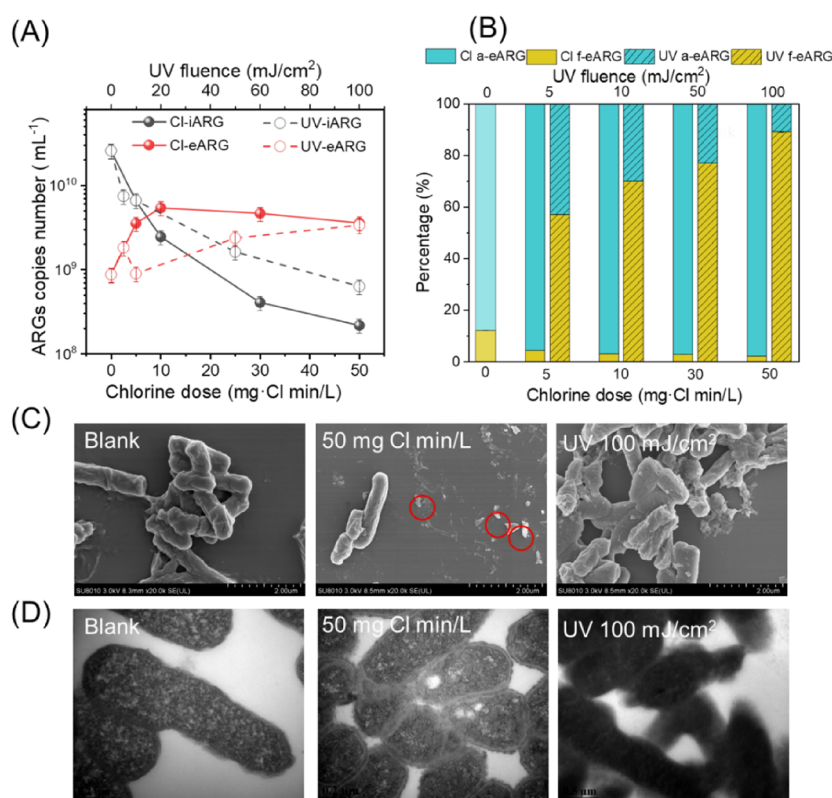 (A)
UV fluence (mJ/cm²)
0 20 40 60 80 100
Cl-iARG UV-iARG
Cl-eARG UV-eARG
ARGs copies number ( mL⁻¹)
10¹⁰
10⁹
10⁸
0 10 20 30 40 50
Chlorine dose (mg·Cl min/L)
(B)
Cl a-eARG Cl f-eARG UV a-eARG UV f-eARG
UV fluence (mJ/cm²)
0 5 10 50 100
Percentage (%)
100
80
60
40
20
0
0 5 10 30 50
Chlorine dose (mg·Cl min/L)
(C)
Blank
50 mg Cl min/L
UV 100 mJ/cm²
SU8010 3.0kV 8.3mm x20.0k SE(UL) 2.00um
SU8010 3.0kV 8.5mm x20.0k SE(UL) 2.00um
SU8010 3.0kV 8.5mm x20.0k SE(UL) 2.00um
(D)
Blank
50 mg Cl min/L
UV 100 mJ/cm²